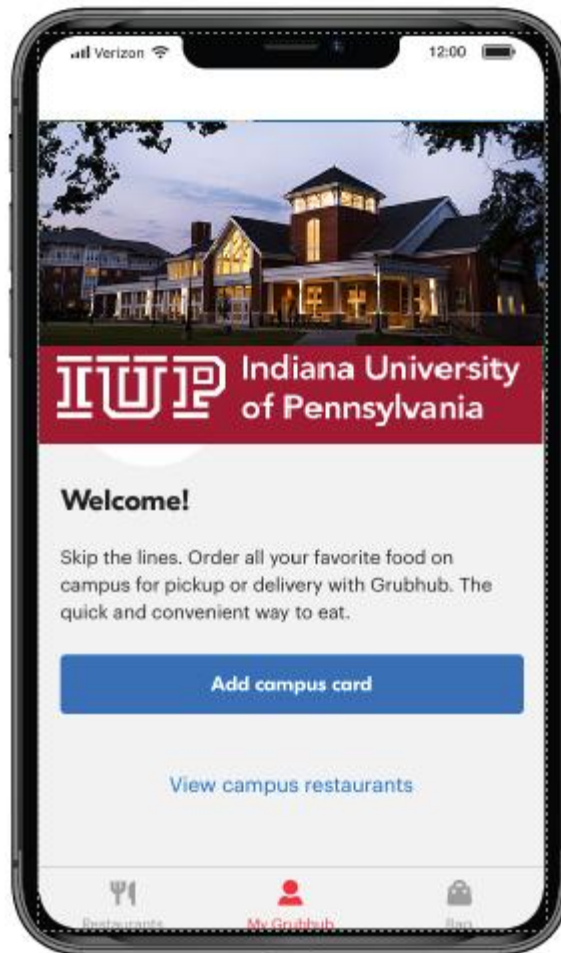 Verizon
12:00
IUP Indiana University
of Pennsylvania
Welcome!
Skip the lines. Order all your favorite food on
campus for pickup or delivery with Grubhub. The
quick and convenient way to eat.
Add campus card
View campus restaurants
Restaurants
My Grubhub
Bag